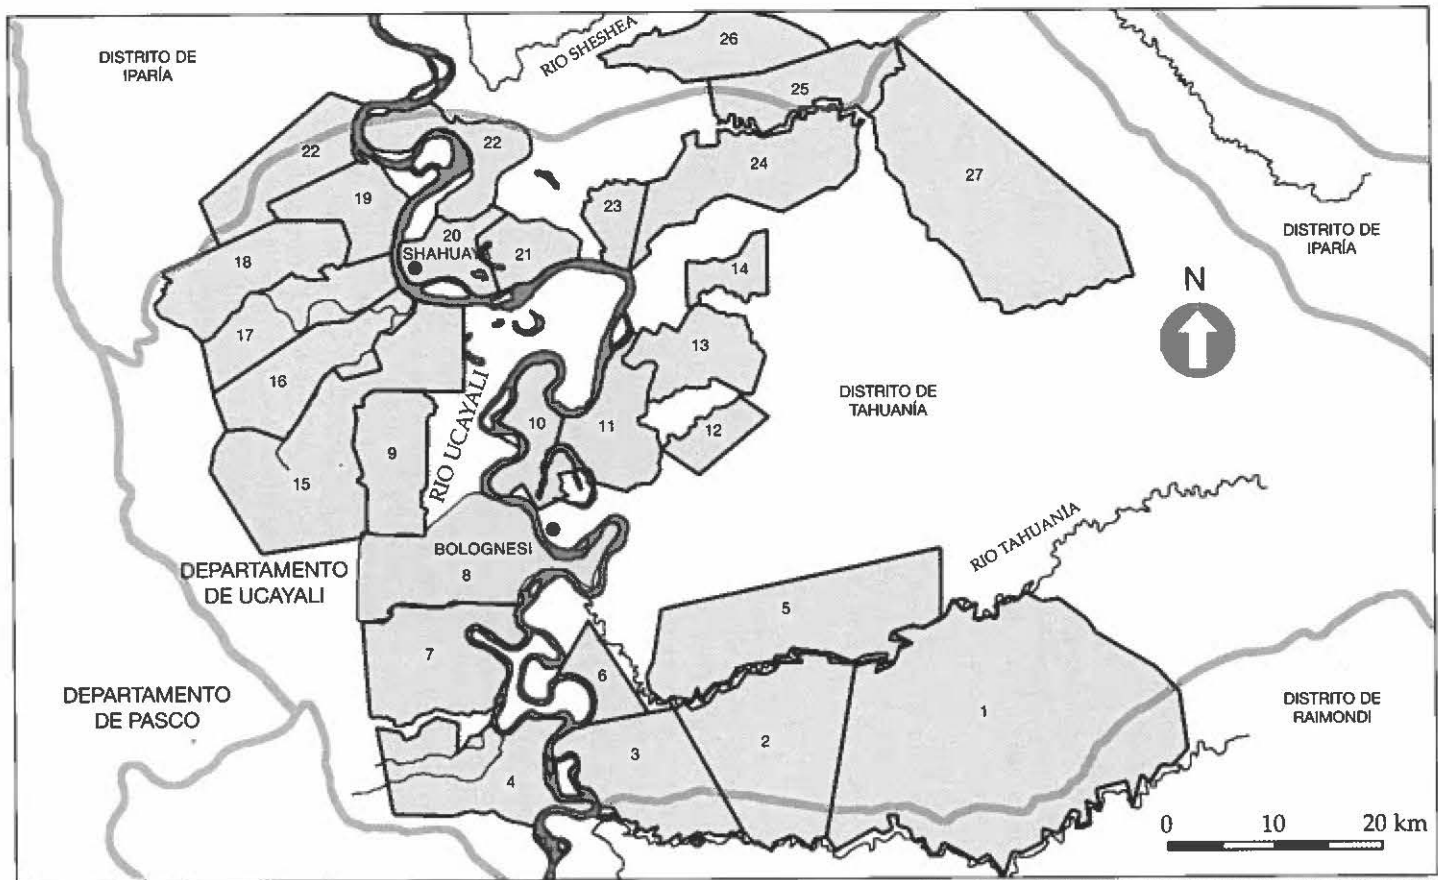 DISTRITO DE
IPARÍA
RIO SHESHEA
26
25
22
22
24
27
19
23
20
SHAHUAYA
21
18
14
DISTRITO DE
IPARÍA
N
17
13
16
DISTRITO DE
TAHUANÍA
RIO UCAYALI
10
11
12
9
15
RIO TAHUANÍA
BOLOGNESI
8
DEPARTAMENTO
DE UCAYALI
5
7
6
DEPARTAMENTO
DE PASCO
DISTRITO DE
RAIMONDI
1
2
3
4
0 10 20 km